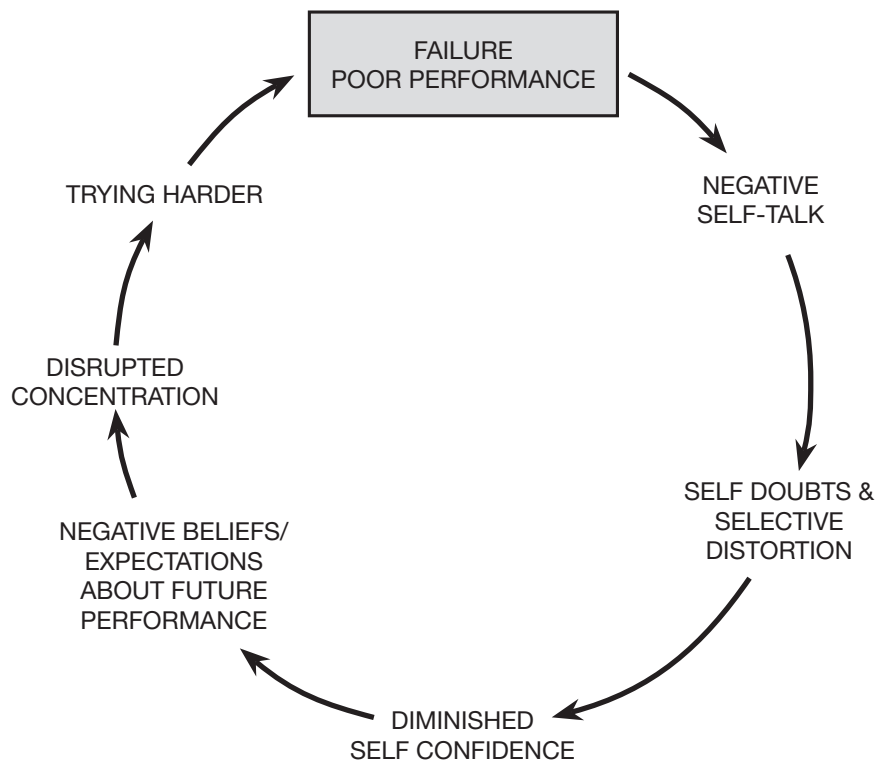 FAILURE
POOR PERFORMANCE
NEGATIVE
SELF-TALK
SELF DOUBTS &
SELECTIVE
DISTORTION
DIMINISHED
SELF CONFIDENCE
NEGATIVE BELIEFS/
EXPECTATIONS
ABOUT FUTURE
PERFORMANCE
DISRUPTED
CONCENTRATION
TRYING HARDER